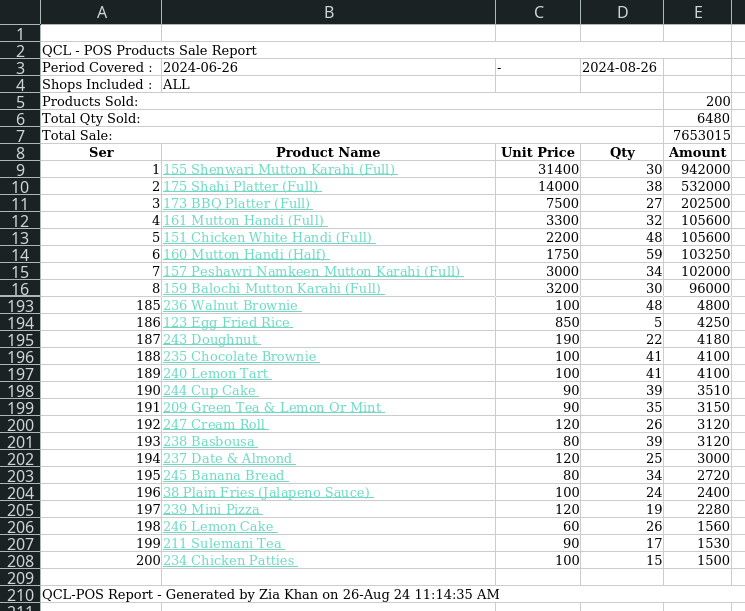 A B C D E
1
2 QCL - POS Products Sale Report
3 Period Covered : 2024-06-26 - 2024-08-26
4 Shops Included : ALL
5 Products Sold: 200
6 Total Qty Sold: 6480
7 Total Sale: 7653015
8 Ser Product Name Unit Price Qty Amount
9 1 155 Shenwari Mutton Karahi (Full) 31400 30 942000
10 2 175 Shahi Platter (Full) 14000 38 532000
11 3 173 BBQ Platter (Full) 7500 27 202500
12 4 161 Mutton Handi (Full) 3300 32 105600
13 5 151 Chicken White Handi (Full) 2200 48 105600
14 6 160 Mutton Handi (Half) 1750 59 103250
15 7 157 Peshawri Namkeen Mutton Karahi (Full) 3000 34 102000
16 8 159 Balochi Mutton Karahi (Full) 3200 30 96000
193 185 236 Walnut Brownie 100 48 4800
194 186 123 Egg Fried Rice 850 5 4250
195 187 243 Doughnut 190 22 4180
196 188 235 Chocolate Brownie 100 41 4100
197 189 240 Lemon Tart 100 41 4100
198 190 244 Cup Cake 90 39 3510
199 191 209 Green Tea & Lemon Or Mint 90 35 3150
200 192 247 Cream Roll 120 26 3120
201 193 238 Basbousa 80 39 3120
202 194 237 Date & Almond 120 25 3000
203 195 245 Banana Bread 80 34 2720
204 196 38 Plain Fries (Jalapeno Sauce) 100 24 2400
205 197 239 Mini Pizza 120 19 2280
206 198 246 Lemon Cake 60 26 1560
207 199 211 Sulemani Tea 90 17 1530
208 200 234 Chicken Patties 100 15 1500
209
210 QCL-POS Report - Generated by Zia Khan on 26-Aug 24 11:14:35 AM
211